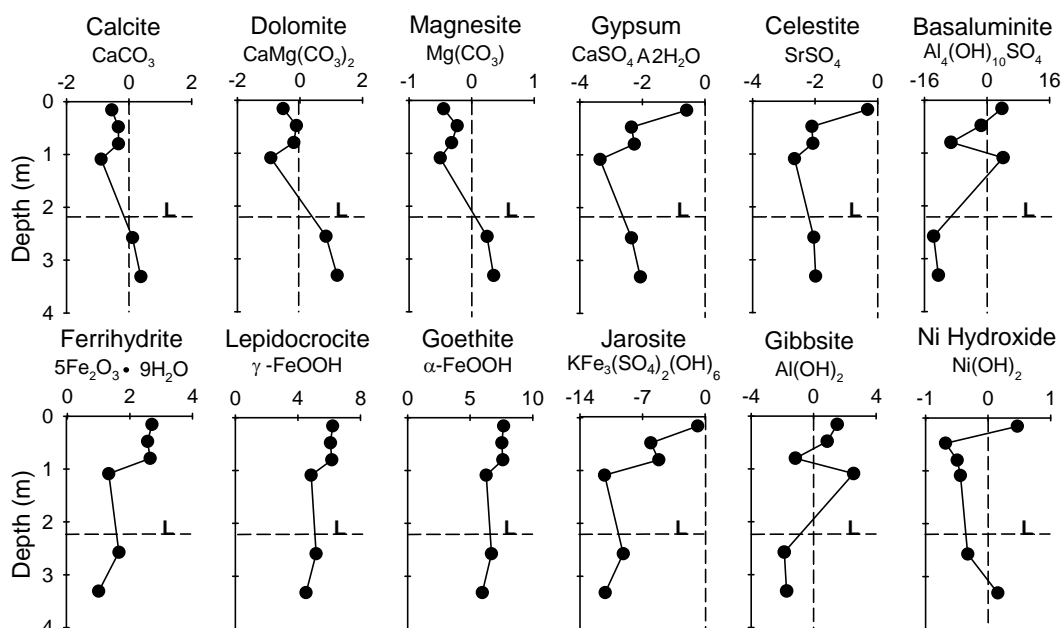 Calcite Dolomite Magnesite Gypsum Celestite Basaluminite
CaCO3 CaMg(CO3)2 Mg(CO3) CaSO4 A2H2O SrSO4 Al4(OH)10SO4
-2 0 2 -2 0 2 -1 0 1 -4 -2 0 -4 -2 0 -16 0 16
0
1
Depth (m)
2
3
4
L L L L L L
Ferrihydrite Lepidocrocite Goethite Jarosite Gibbsite Ni Hydroxide
5Fe2O3 • 9H2O γ -FeOOH α-FeOOH KFe3(SO4)2(OH)6 Al(OH)2 Ni(OH)2
0 2 4 0 4 8 0 5 10 -14 -7 0 -4 0 4 -1 0 1
0
1
Depth (m)
2
3
4
L L L L L L